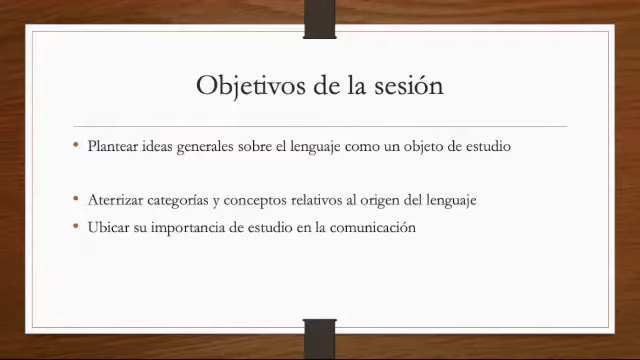 Objetivos de la sesión
• Plantear ideas generales sobre el lenguaje como un objeto de estudio
• Aterrizar categorías y conceptos relativos al origen del lenguaje
• Ubicar su importancia de estudio en la comunicación